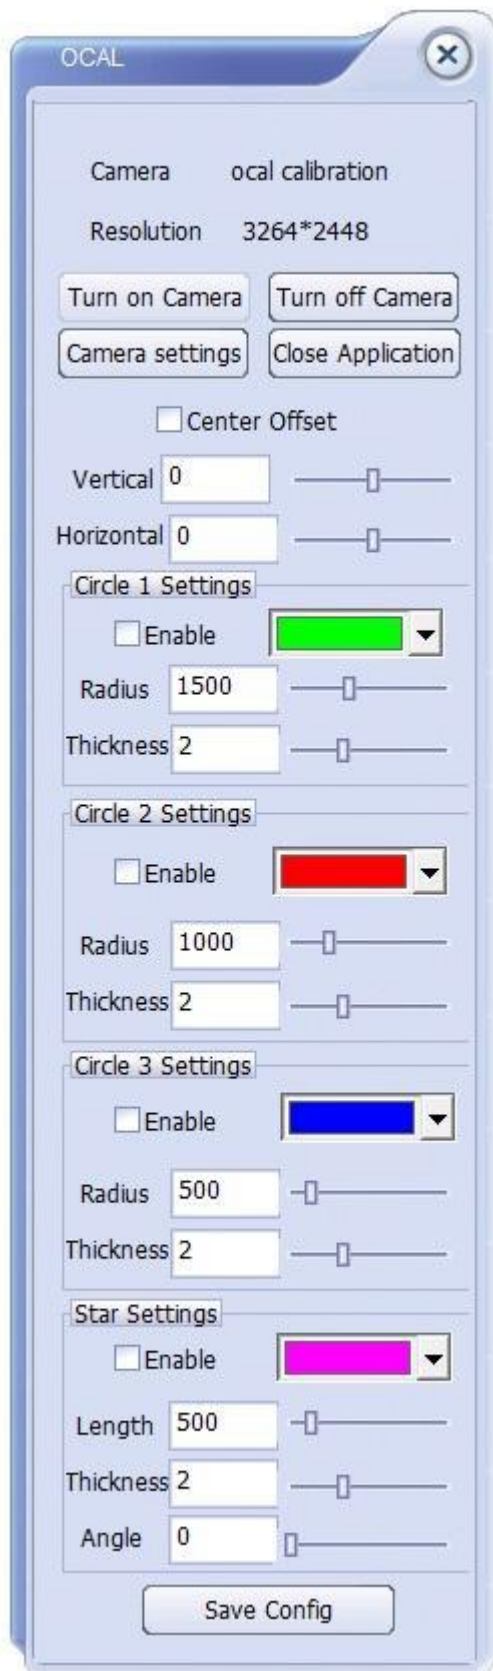 OCAL
Camera ocal calibration
Resolution 3264*2448
Turn on Camera Turn off Camera
Camera settings Close Application
Center Offset
Vertical 0
Horizontal 0
Circle 1 Settings
Enable
Radius 1500
Thickness 2
Circle 2 Settings
Enable
Radius 1000
Thickness 2
Circle 3 Settings
Enable
Radius 500
Thickness 2
Star Settings
Enable
Length 500
Thickness 2
Angle 0
Save Config